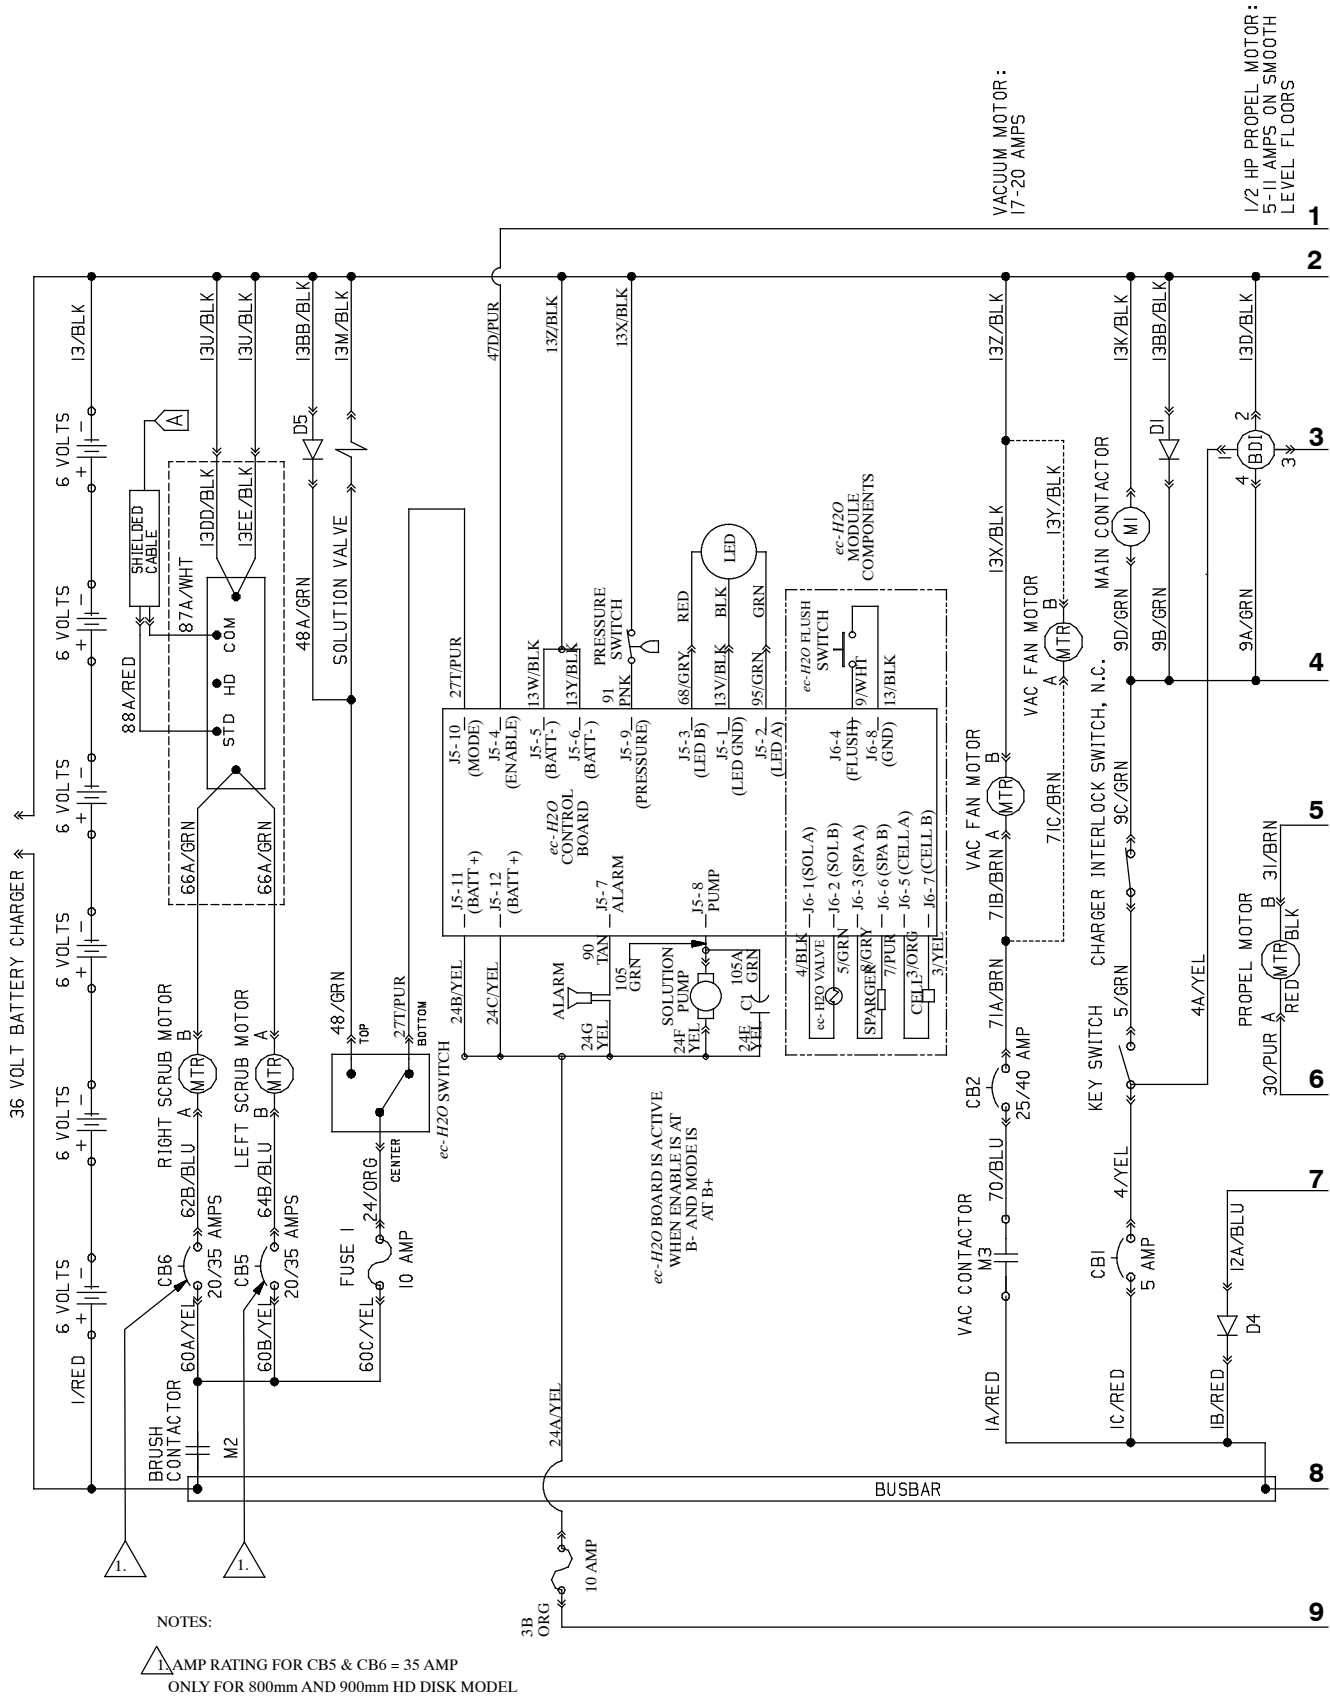 VACUUM MOTOR:
17-20 AMPS
1/2 HP PROPEL MOTOR:
5-11 AMPS ON SMOOTH
LEVEL FLOORS
1
2
3
4
5
6
7
8
9
36 VOLT BATTERY CHARGER
13/BLK
6 VOLTS
+ -
6 VOLTS
+ -
6 VOLTS
+ -
6 VOLTS
+ -
6 VOLTS
+ -
6 VOLTS
+ -
1/RED
SHIELDED
CABLE
A
88A/RED
87A/WHT
13U/BLK
13U/BLK
13DD/BLK
13EE/BLK
COM
HD
STD
66A/GRN
66A/GRN
RIGHT SCRUB MOTOR
B
MTR
A
62B/BLU
CB6
20/35 AMPS
60A/YEL
LEFT SCRUB MOTOR
A
MTR
B
64B/BLU
CB5
20/35 AMPS
60B/YEL
BRUSH
CONTACTOR
M2
13BB/BLK
D5
48A/GRN
13M/BLK
SOLUTION VALVE
48/GRN
TOP
27T/PUR
BOTTOM
ec-H2O SWITCH
CENTER
24/ORG
FUSE 1
10 AMP
60C/YEL
27T/PUR
47D/PUR
13Z/BLK
13X/BLK
13W/BLK
13Y/BLK
PRESSURE
SWITCH
91
PNK
LED
RED
BLK
GRN
68/GRY
13V/BLK
95/GRN
ec-H2O
MODULE
COMPONENTS
ec-H2O FLUSH
SWITCH
9/WHT
13/BLK
J5-10
(MODE)
J5-4
(ENABLE)
J5-5
(BATT-)
J5-6
(BATT-)
J5-9
(PRESSURE)
J5-3
(LED B)
J5-1
(LED GND)
J5-2
(LED A)
J6-4
(FLUSH)
J6-8
(GND)
ec-H2O
CONTROL
BOARD
J5-11
(BATT +)
J5-12
(BATT +)
J5-7
ALARM
J5-8
PUMP
J6-1 (SOL A)
J6-2 (SOL B)
J6-3 (SPA A)
J6-6 (SPA B)
J6-5 (CELL A)
J6-7 (CELL B)
24B/YEL
24C/YEL
ALARM
90
TAN
24G
YEL
105
GRN
SOLUTION
PUMP
24F
YEL
105A
GRN
C1
24E
YEL
4/BLK
ec-H2O VALVE
5/GRN
8/GRY
SPARGER
7/PUR
3/ORG
CELL
3/YEL
ec-H2O BOARD IS ACTIVE
WHEN ENABLE IS AT
B- AND MODE IS
AT B+
24A/YEL
10 AMP
3B
ORG
13Z/BLK
13X/BLK
13Y/BLK
VAC FAN MOTOR
B
MTR
A
71C/BRN
VAC FAN MOTOR
B
MTR
A
71B/BRN
71A/BRN
CB2
25/40 AMP
70/BLU
VAC CONTACTOR
M3
1A/RED
13K/BLK
MAIN CONTACTOR
M1
9D/GRN
CHARGER INTERLOCK SWITCH, N.C.
9C/GRN
5/GRN
KEY SWITCH
4/YEL
CB1
5 AMP
1C/RED
13BB/BLK
D1
9B/GRN
13D/BLK
2
1
BDI
3
4
9A/GRN
4A/YEL
PROPEL MOTOR
31/BRN
B
BLK
MTR
RED
A
30/PUR
12A/BLU
D4
1B/RED
BUSBAR
1.
1.
NOTES:
1. AMP RATING FOR CB5 & CB6 = 35 AMP
ONLY FOR 800mm AND 900mm HD DISK MODEL